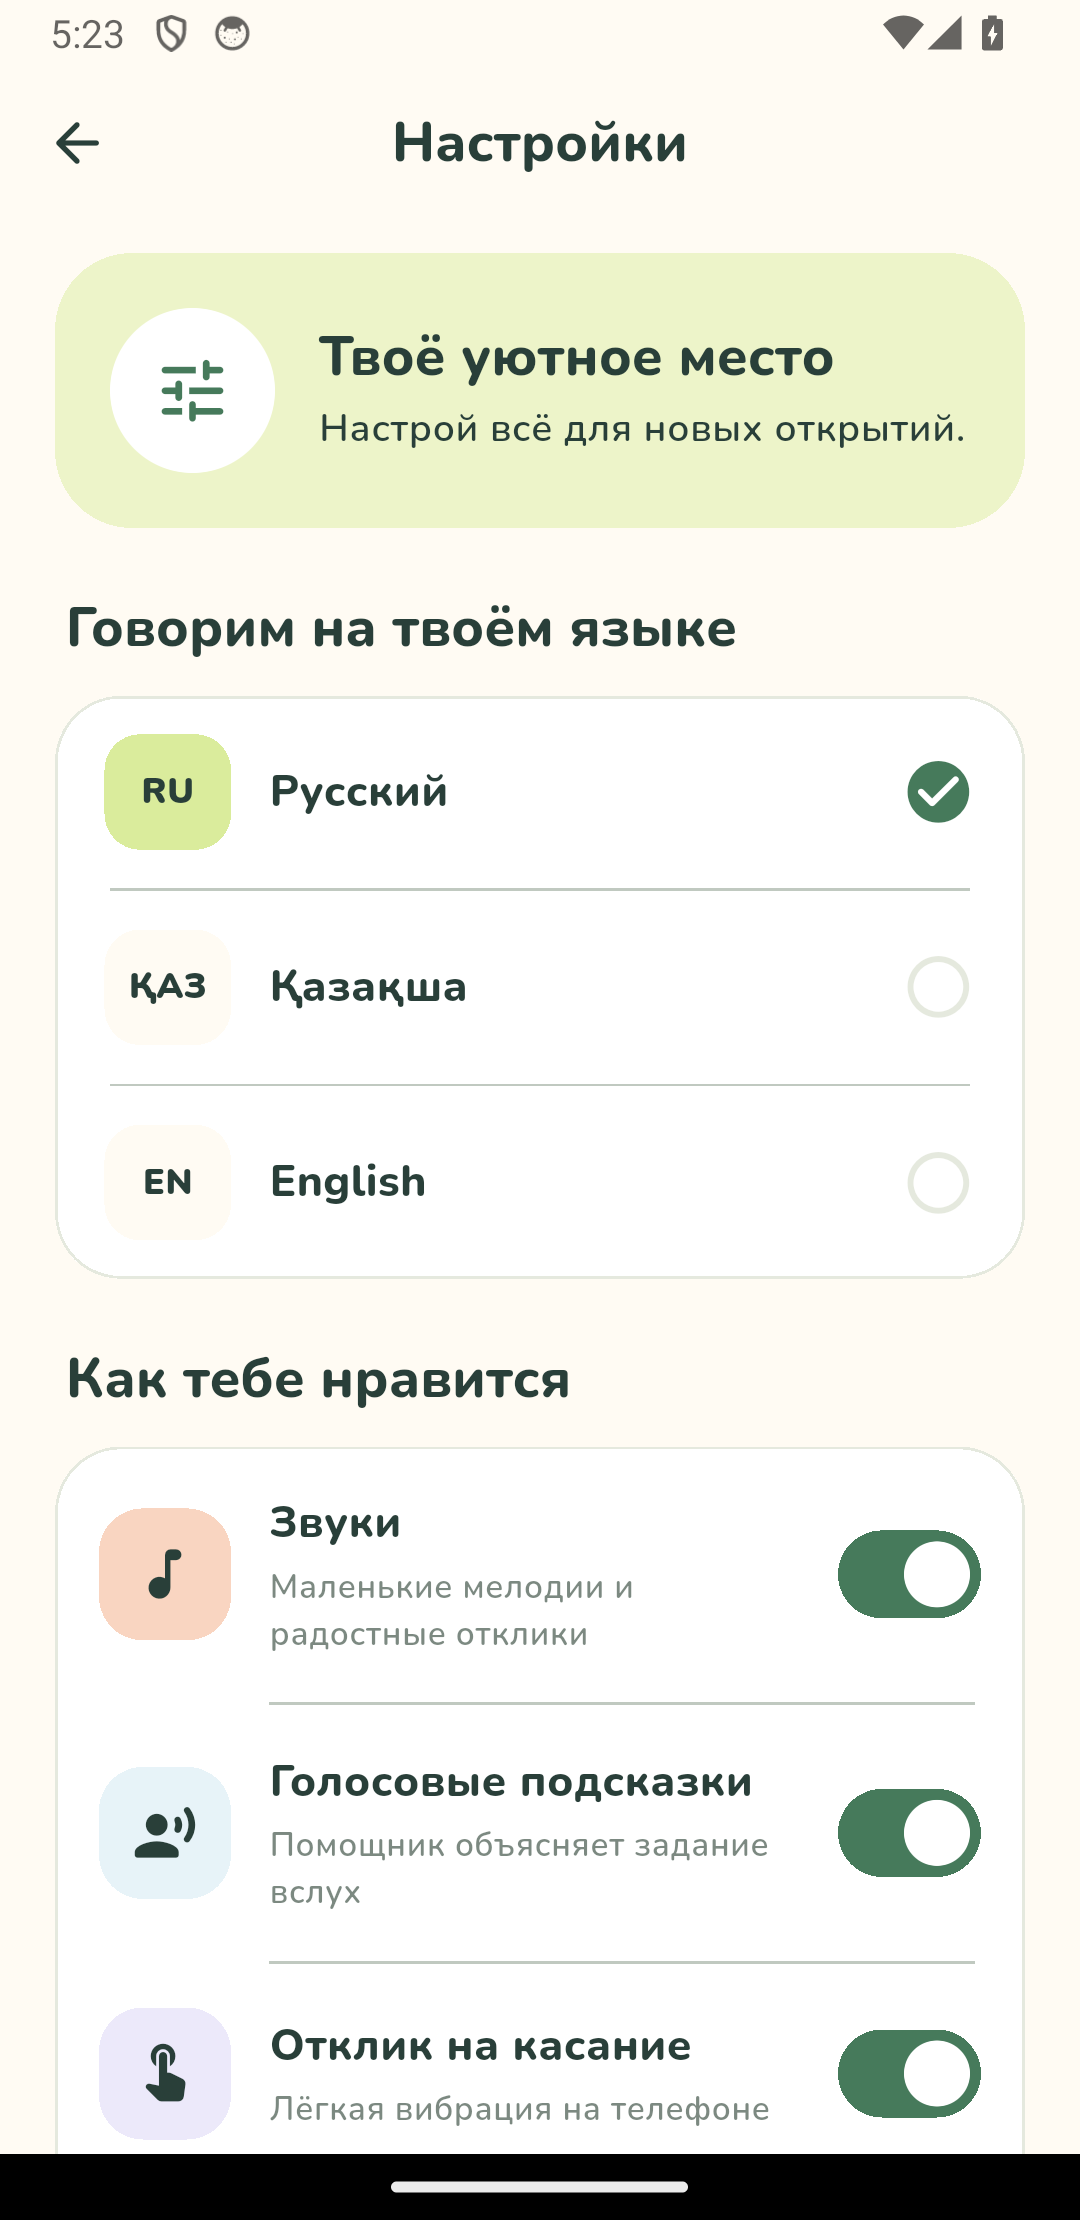 5:23
Настройки
Твоё уютное место
Настрой всё для новых открытий.
Говорим на твоём языке
RU Русский
ҚАЗ Қазақша
EN English
Как тебе нравится
Звуки
Маленькие мелодии и
радостные отклики
Голосовые подсказки
Помощник объясняет задание
вслух
Отклик на касание
Лёгкая вибрация на телефоне